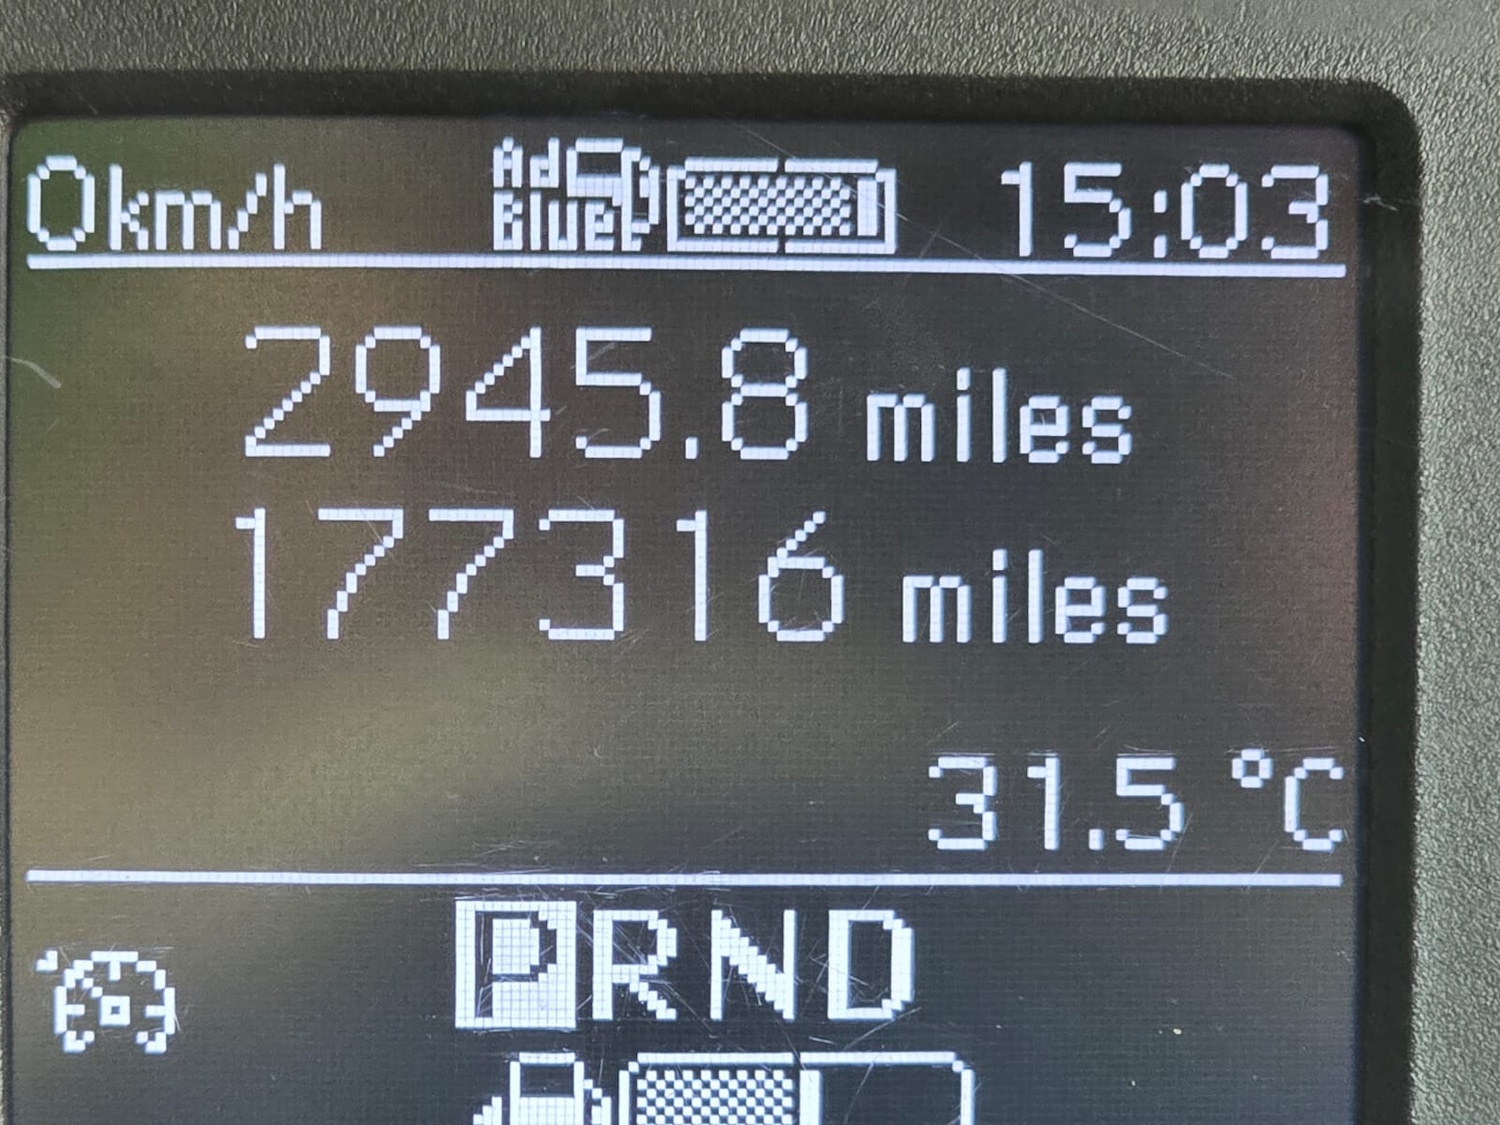 0km/h Ad Blue 15:03
2945.8 miles
177316 miles
31.5 °C
PRND